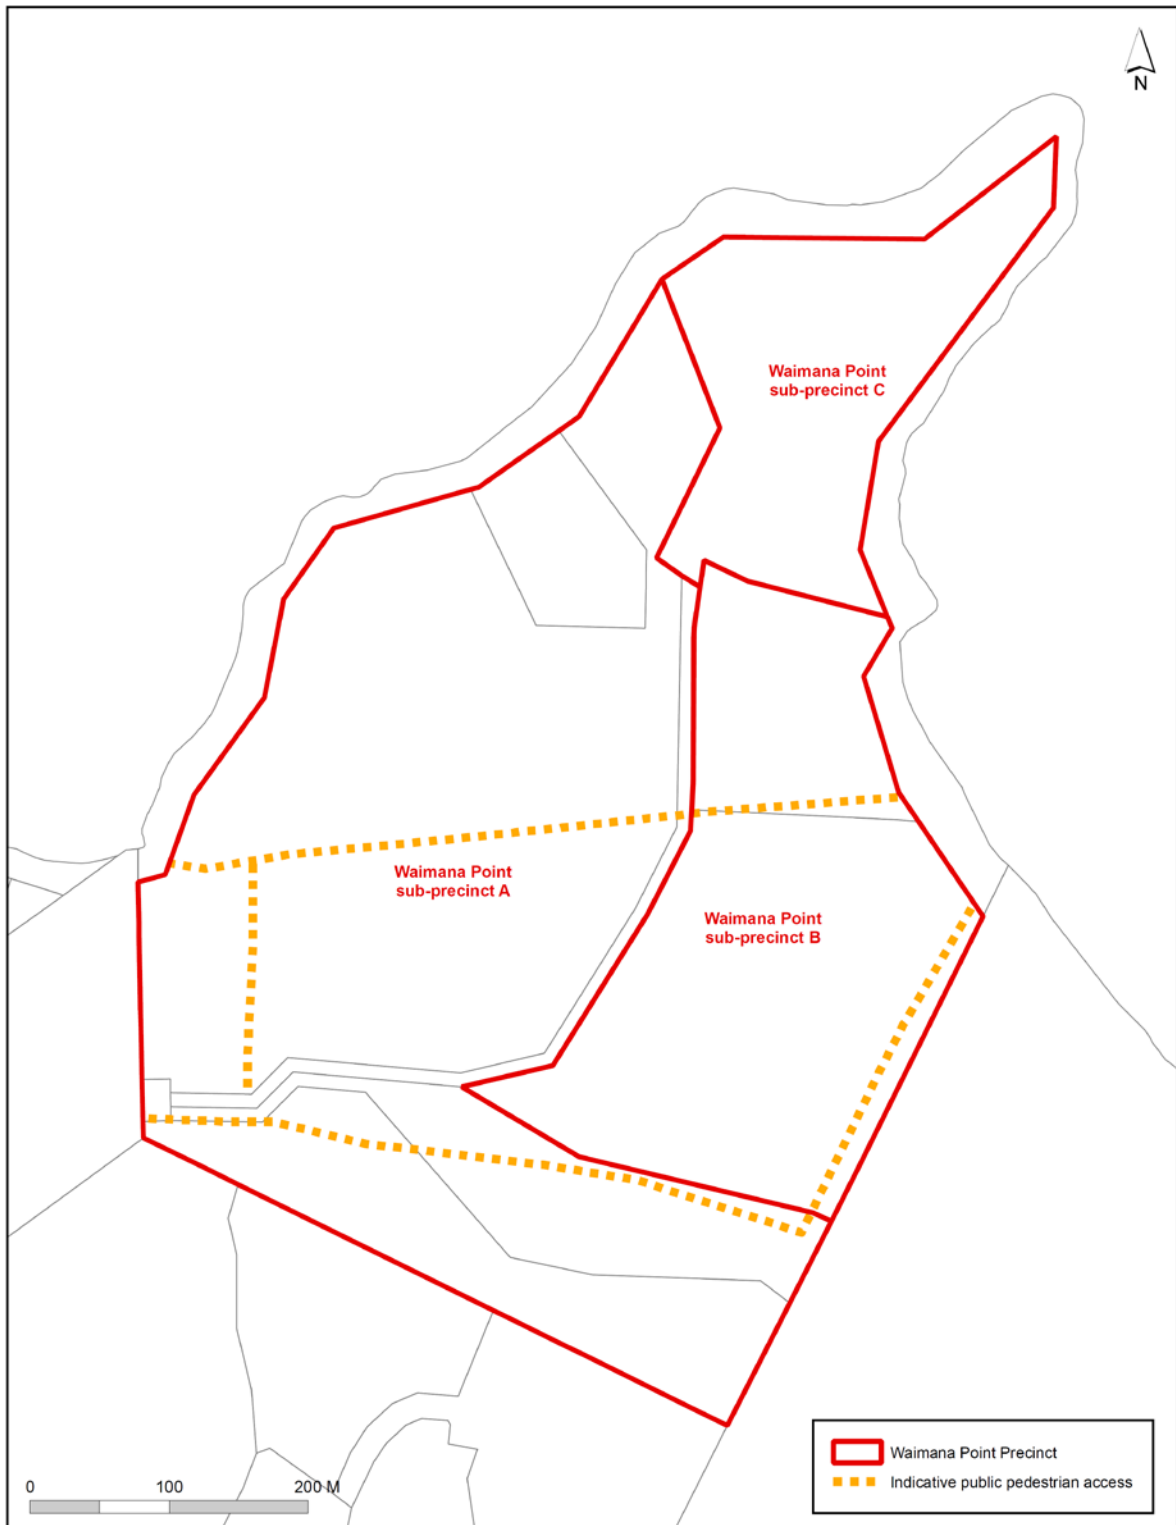 N
Waimana Point
sub-precinct C
Waimana Point
sub-precinct A
Waimana Point
sub-precinct B
Waimana Point Precinct
Indicative public pedestrian access
0 100 200 M